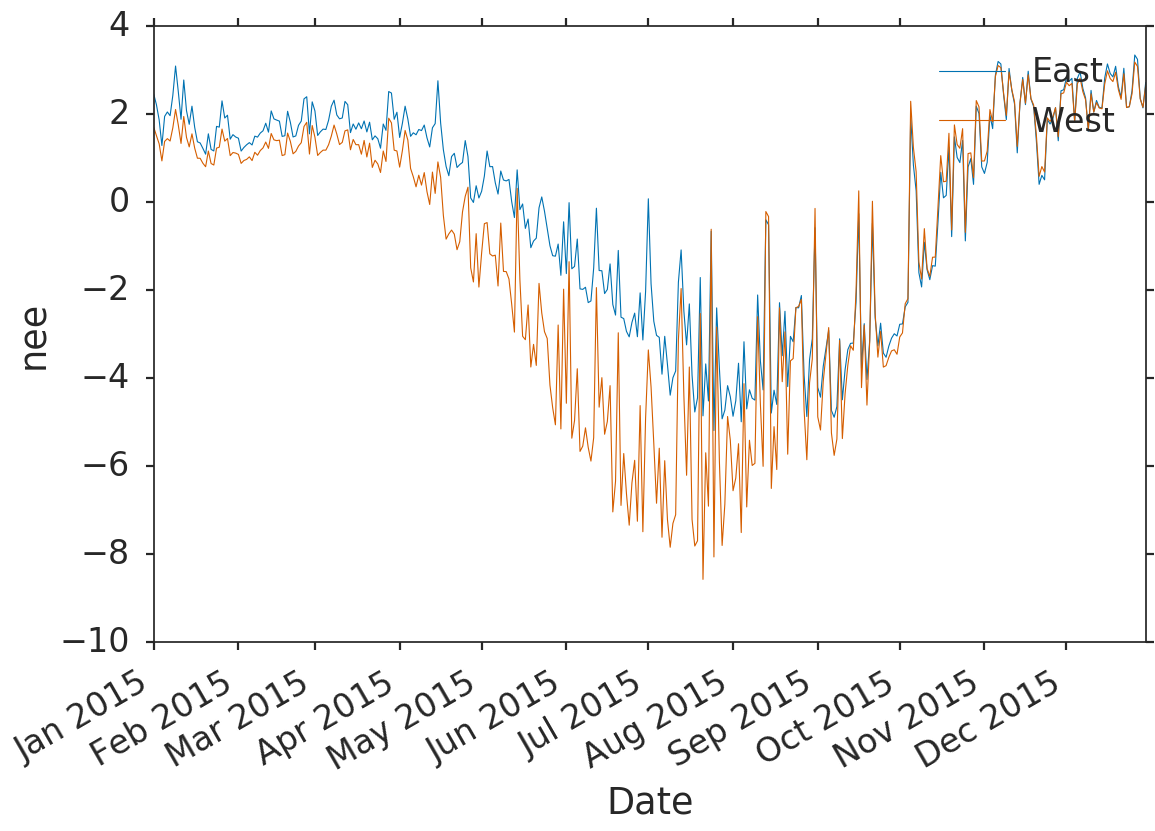 4
2
0
−2
−4
−6
−8
−10
nee
East
West
Jan 2015
Feb 2015
Mar 2015
Apr 2015
May 2015
Jun 2015
Jul 2015
Aug 2015
Sep 2015
Oct 2015
Nov 2015
Dec 2015
Date